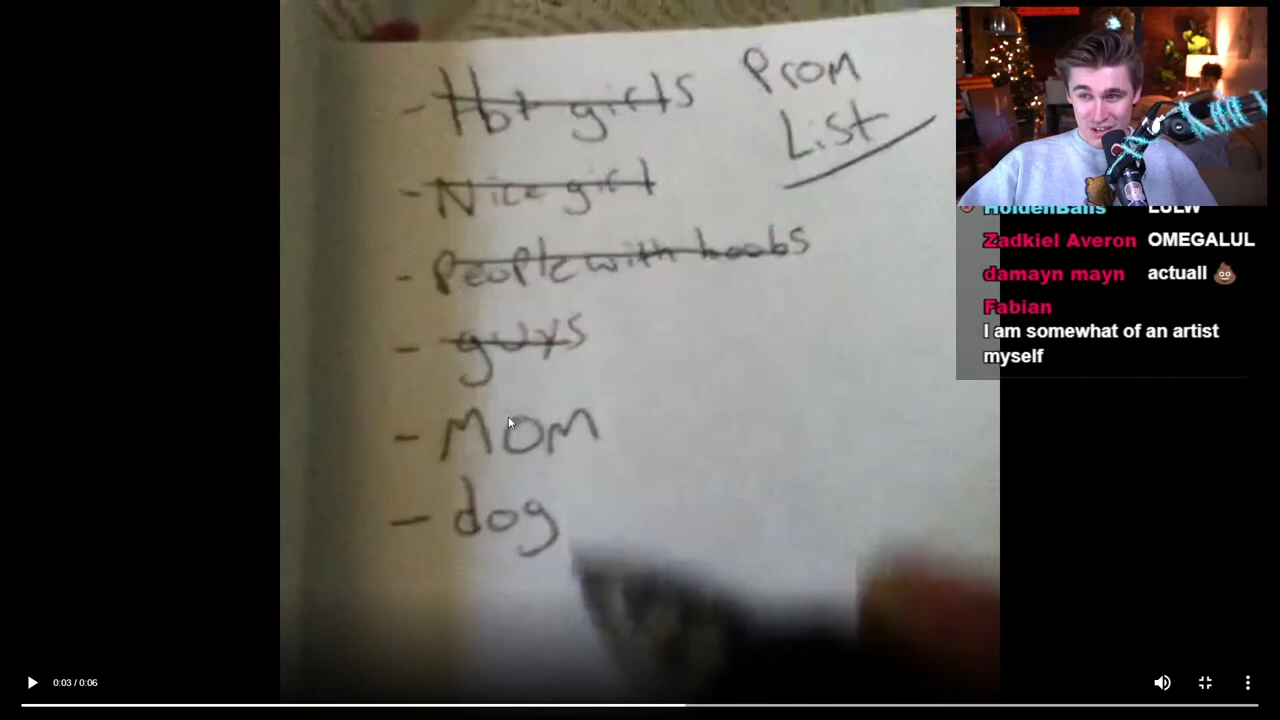 - Hot girls
Prom
List
- Nice girl
- People with boobs
- guys
- Mom
- dog
HoldenBalls LULW
Zadkiel Averon OMEGALUL
damayn mayn actuall 💩
Fabian
I am somewhat of an artist
myself
0:03 / 0:06